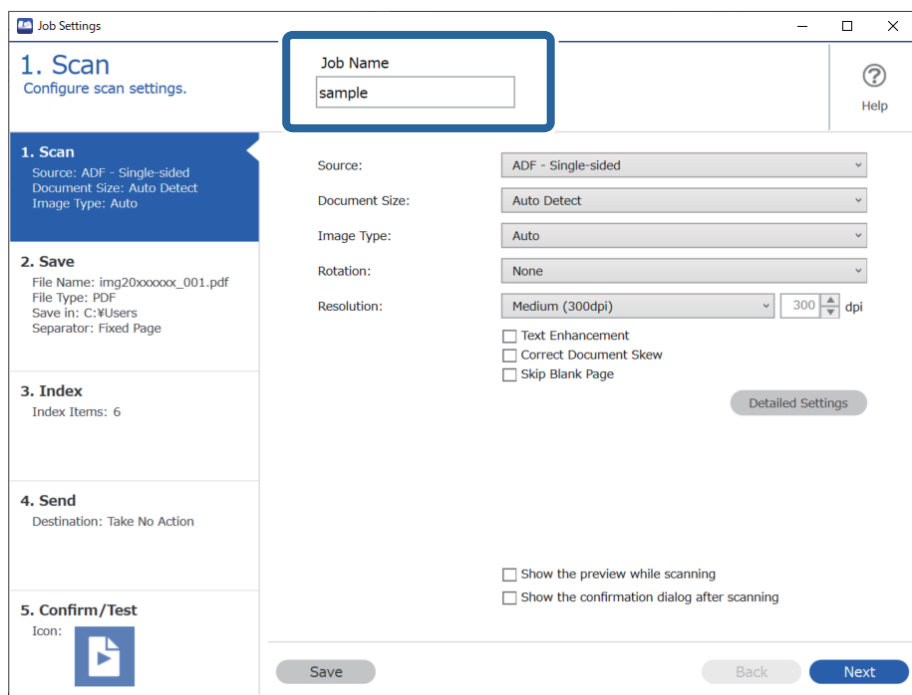 Job Settings
1. Scan
Configure scan settings.
Job Name
sample
Help
1. Scan
Source: ADF - Single-sided
Document Size: Auto Detect
Image Type: Auto
2. Save
File Name: img20xxxxxx_001.pdf
File Type: PDF
Save in: C:¥Users
Separator: Fixed Page
3. Index
Index Items: 6
4. Send
Destination: Take No Action
5. Confirm/Test
Icon:
Source: ADF - Single-sided
Document Size: Auto Detect
Image Type: Auto
Rotation: None
Resolution: Medium (300dpi) 300 dpi
Text Enhancement
Correct Document Skew
Skip Blank Page
Detailed Settings
Show the preview while scanning
Show the confirmation dialog after scanning
Save Back Next